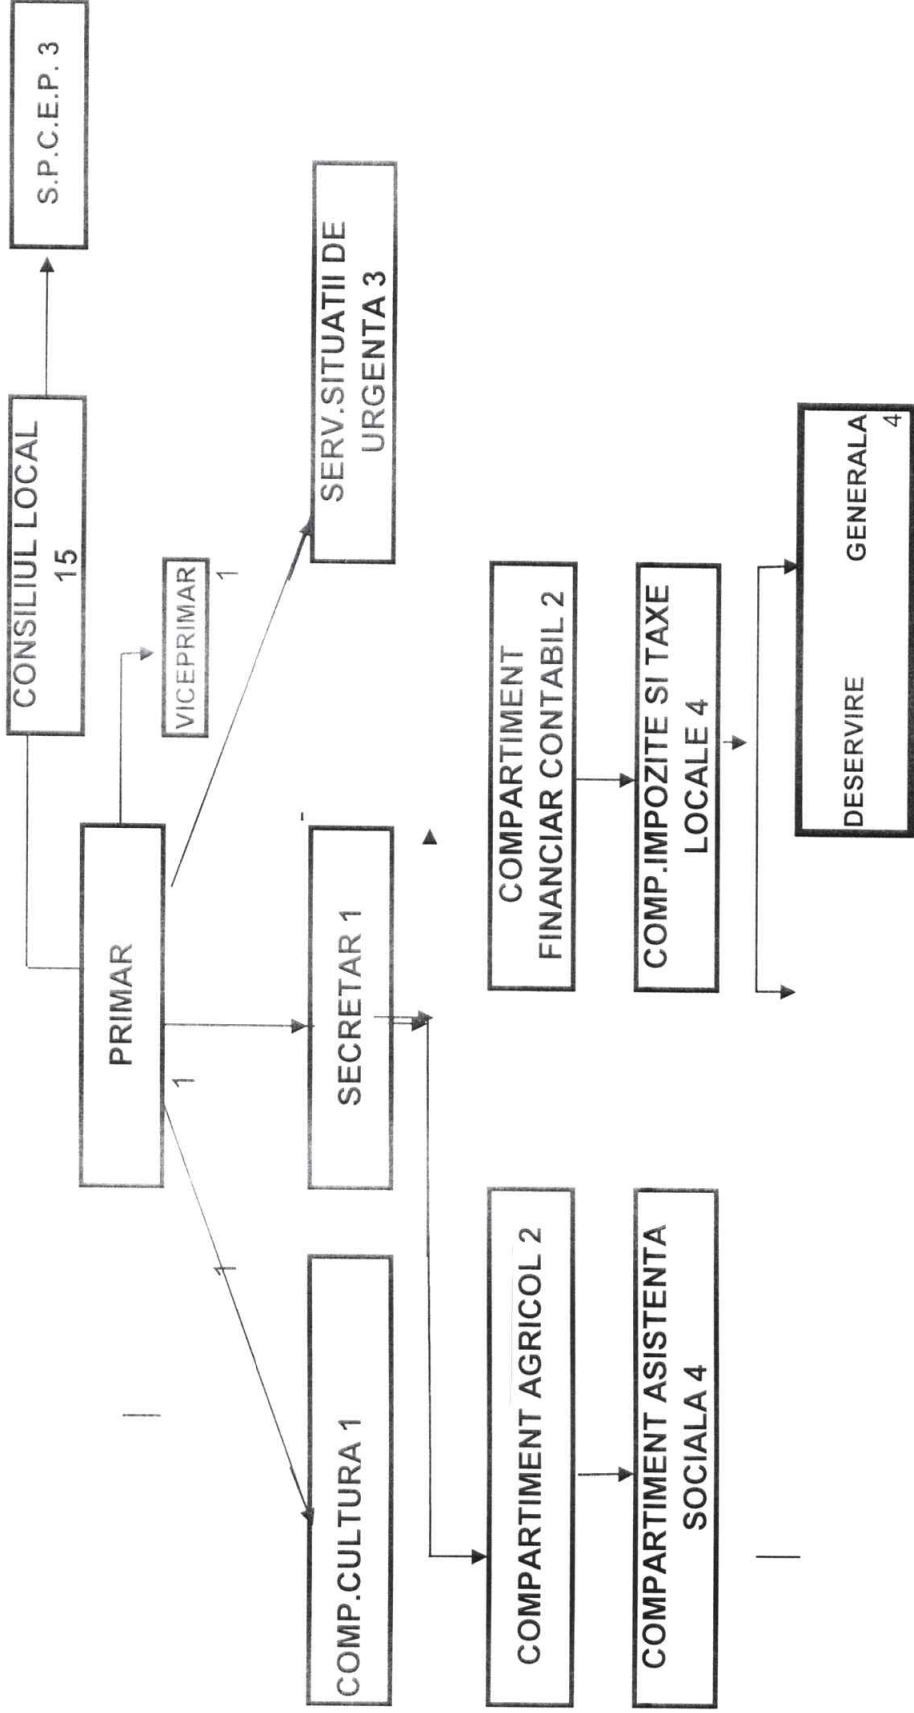 CONSILIUL LOCAL
15
S.P.C.E.P. 3
PRIMAR
1
VICEPRIMAR
1
1
COMP.CULTURA 1
SECRETAR 1
SERV.SITUATII DE
URGENTA 3
COMPARTIMENT AGRICOL 2
COMPARTIMENT
FINANCIAR CONTABIL 2
COMPARTIMENT ASISTENTA
SOCIALA 4
COMP.IMPOZITE SI TAXE
LOCALE 4
DESERVIRE GENERALA
4